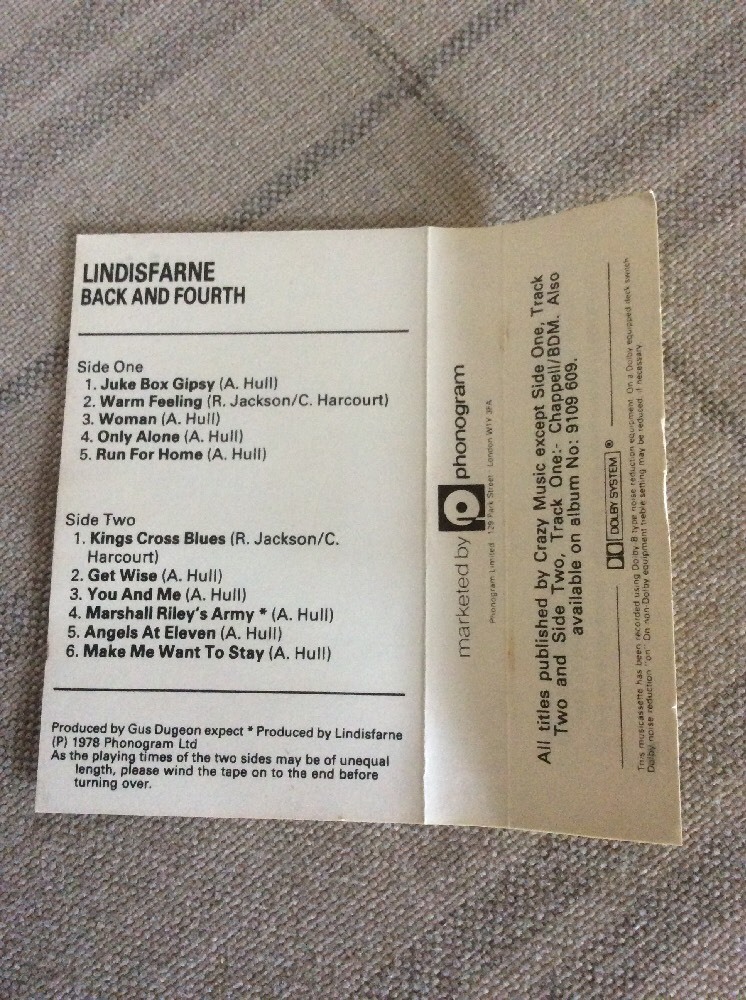 LINDISFARNE
BACK AND FOURTH
Side One
1. Juke Box Gipsy (A. Hull)
2. Warm Feeling (R. Jackson/C. Harcourt)
3. Woman (A. Hull)
4. Only Alone (A. Hull)
5. Run For Home (A. Hull)
Side Two
1. Kings Cross Blues (R. Jackson/C.
Harcourt)
2. Get Wise (A. Hull)
3. You And Me (A. Hull)
4. Marshall Riley's Army * (A. Hull)
5. Angels At Eleven (A. Hull)
6. Make Me Want To Stay (A. Hull)
Produced by Gus Dugeon expect * Produced by Lindisfarne
(P) 1978 Phonogram Ltd
As the playing times of the two sides may be of unequal
length, please wind the tape on to the end before
turning over.
marketed by phonogram
Phonogram Limited 129 Park Street London W1Y 3FA
All titles published by Crazy Music except Side One, Track
Two and Side Two, Track One:- Chappell/BDM. Also
available on album No: 9109 609.
DOLBY SYSTEM ®
This musicassette has been recorded using Dolby-B type noise reduction equipment. On a Dolby equipped deck switch
Dolby noise reduction "on". On non-Dolby equipment treble setting may be reduced, if necessary